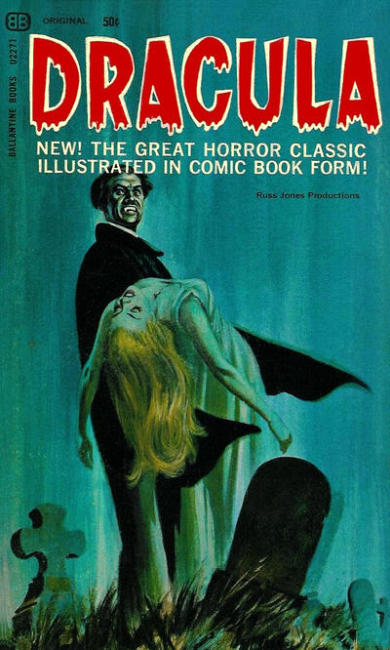 BB ORIGINAL 50¢
BALLANTINE BOOKS U2271
DRACULA
NEW! THE GREAT HORROR CLASSIC
ILLUSTRATED IN COMIC BOOK FORM!
Russ Jones Productions